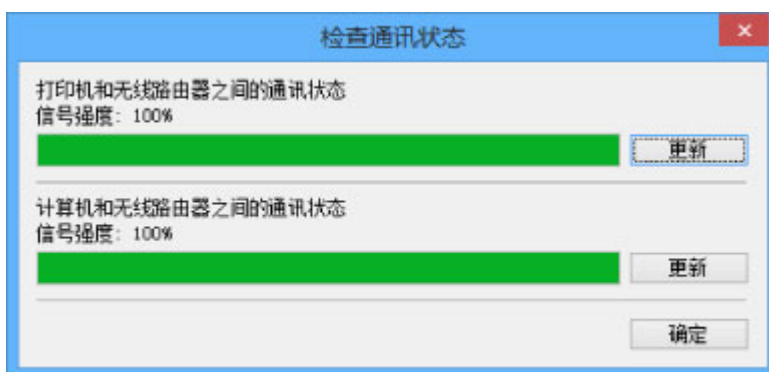 检查通讯状态
打印机和无线路由器之间的通讯状态
信号强度: 100%
更新
计算机和无线路由器之间的通讯状态
信号强度: 100%
更新
确定